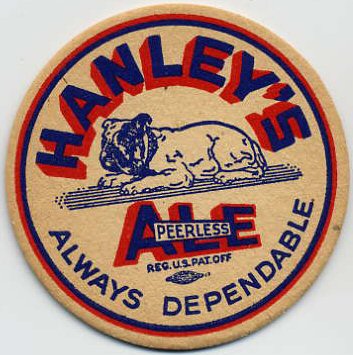 HANLEY'S
ALE
PEERLESS
REG. U.S. PAT. OFF
ALWAYS DEPENDABLE